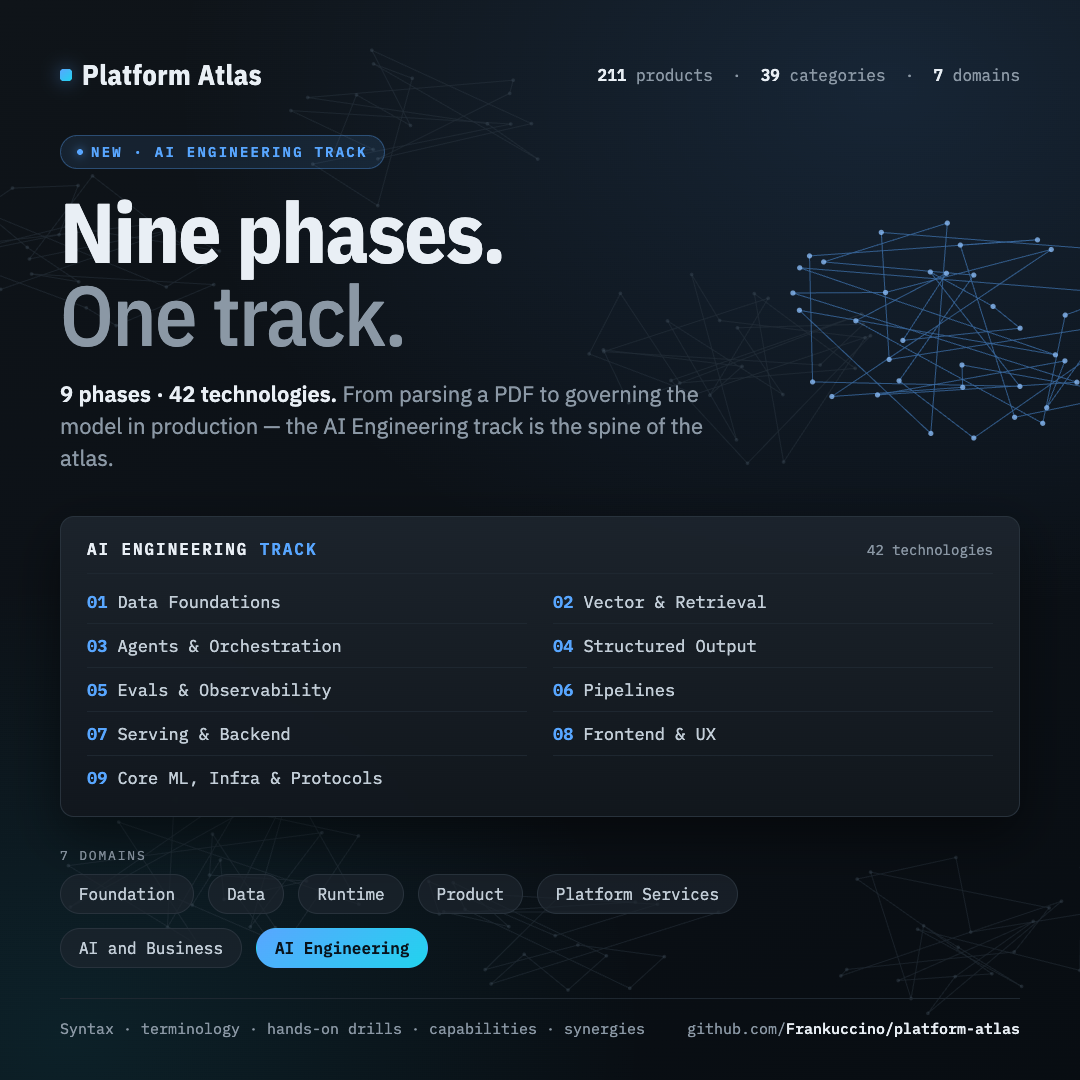 Platform Atlas
211 products · 39 categories · 7 domains
NEW · AI ENGINEERING TRACK
Nine phases.
One track.
9 phases · 42 technologies. From parsing a PDF to governing the
model in production — the AI Engineering track is the spine of the
atlas.
AI ENGINEERING TRACK
42 technologies
01 Data Foundations
02 Vector & Retrieval
03 Agents & Orchestration
04 Structured Output
05 Evals & Observability
06 Pipelines
07 Serving & Backend
08 Frontend & UX
09 Core ML, Infra & Protocols
7 DOMAINS
Foundation
Data
Runtime
Product
Platform Services
AI and Business
AI Engineering
Syntax · terminology · hands-on drills · capabilities · synergies
github.com/Frankuccino/platform-atlas